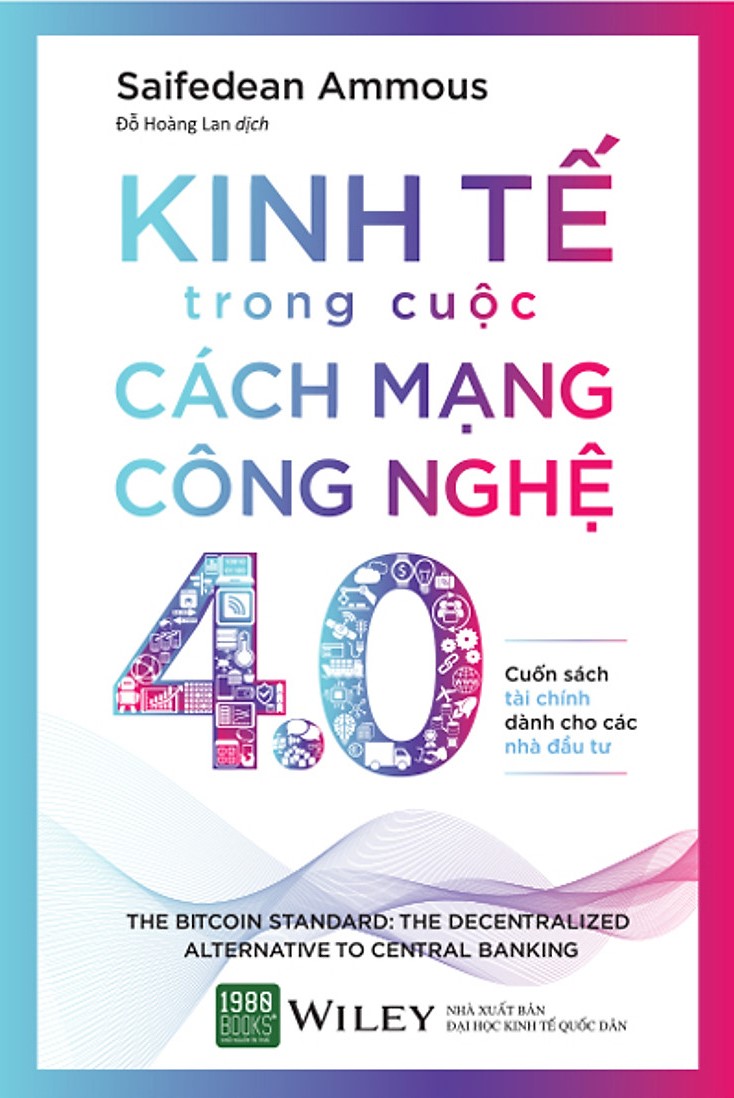 Saifedean Ammous
Đỗ Hoàng Lan dịch
KINH TẾ
trong cuộc
CÁCH MẠNG
CÔNG NGHỆ
4.0
Cuốn sách
tài chính
dành cho các
nhà đầu tư
THE BITCOIN STANDARD: THE DECENTRALIZED
ALTERNATIVE TO CENTRAL BANKING
1980
BOOKS
WILEY
NHÀ XUẤT BẢN
ĐẠI HỌC KINH TẾ QUỐC DÂN